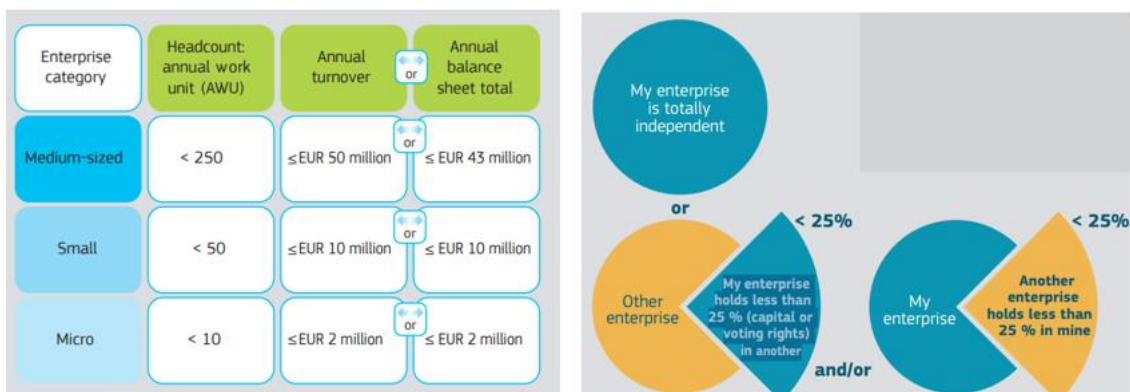 Enterprise
category
Headcount:
annual work
unit (AWU)
Annual
turnover
or
Annual
balance
sheet total
Medium-sized
< 250
≤EUR 50 million
or
≤ EUR 43 million
Small
< 50
≤EUR 10 million
or
≤ EUR 10 million
Micro
< 10
≤EUR 2 million
or
≤ EUR 2 million
My enterprise
is totally
independent
or
< 25%
Other
enterprise
My enterprise
holds less than
25 % (capital or
voting rights)
in another
and/or
< 25%
My
enterprise
Another
enterprise
holds less than
25 % in mine